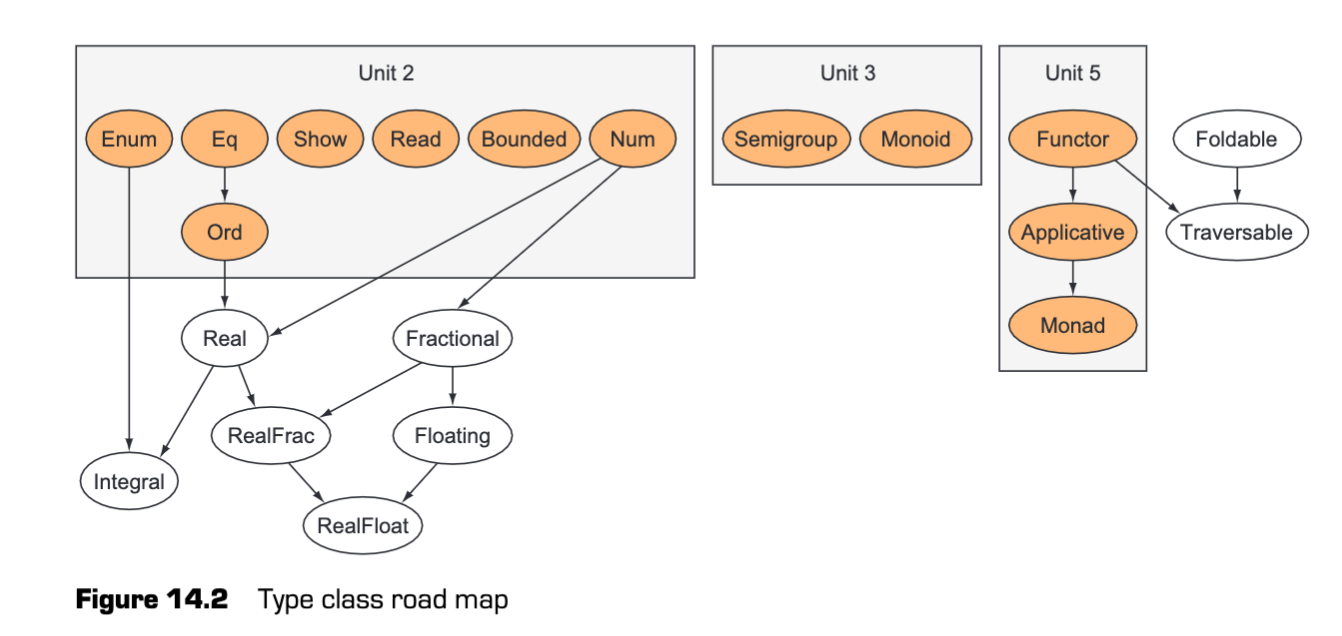 Unit 2
Unit 3
Unit 5
Enum
Eq
Show
Read
Bounded
Num
Semigroup
Monoid
Functor
Foldable
Ord
Applicative
Traversable
Real
Fractional
Monad
RealFrac
Floating
Integral
RealFloat
Figure 14.2 Type class road map